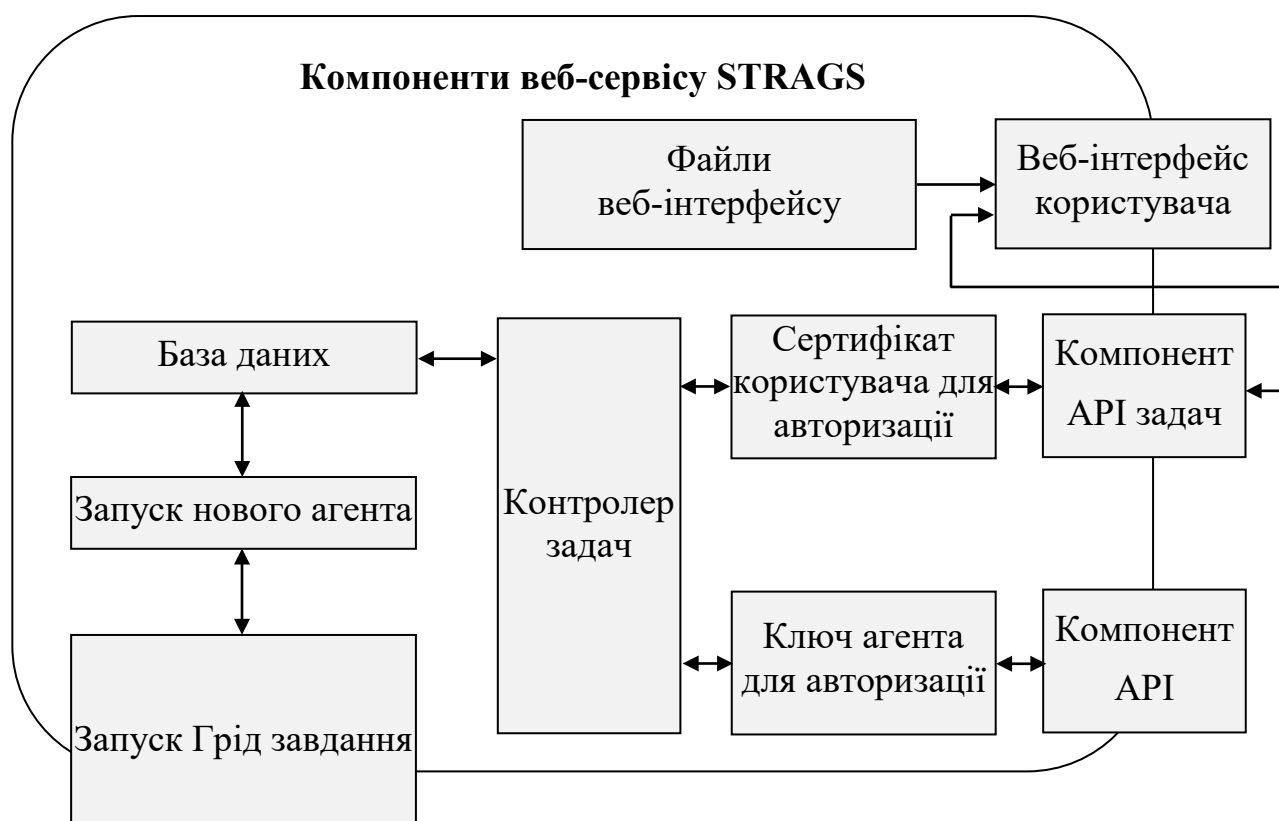 Компоненти веб-сервісу STRAGS
Файли
веб-інтерфейсу
Веб-інтерфейс
користувача
База даних
Сертифікат
користувача для
авторизації
Компонент
API задач
Запуск нового агента
Контролер
задач
Ключ агента
для авторизації
Компонент
API
Запуск Грід завдання